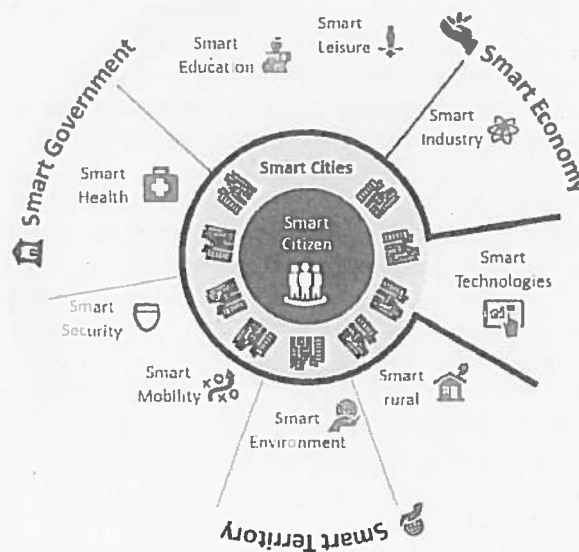 Smart Government
Smart
Education
Smart
Leisure
Smart Economy
Smart
Industry
Smart
Health
Smart Cities
Smart
Citizen
Smart
Technologies
Smart
Security
Smart
Mobility
Smart
Environment
Smart
rural
Smart Territory